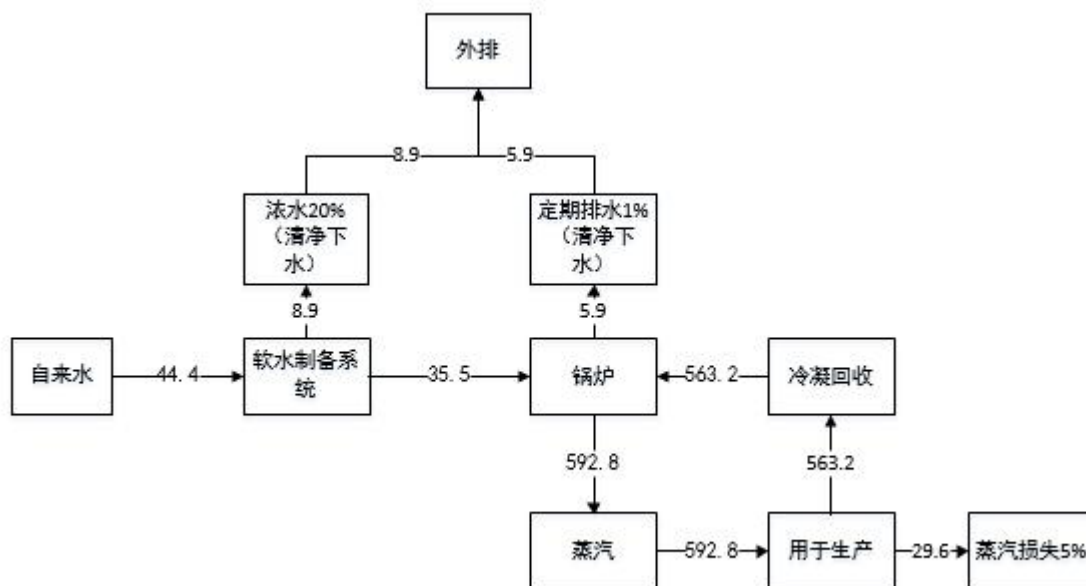 外排
8.9
5.9
浓水20%
（清净下
水）
定期排水1%
（清净下
水）
8.9
5.9
自来水
44.4
软水制备系
统
35.5
锅炉
563.2
冷凝回收
592.8
563.2
蒸汽
592.8
用于生产
29.6
蒸汽损失5%